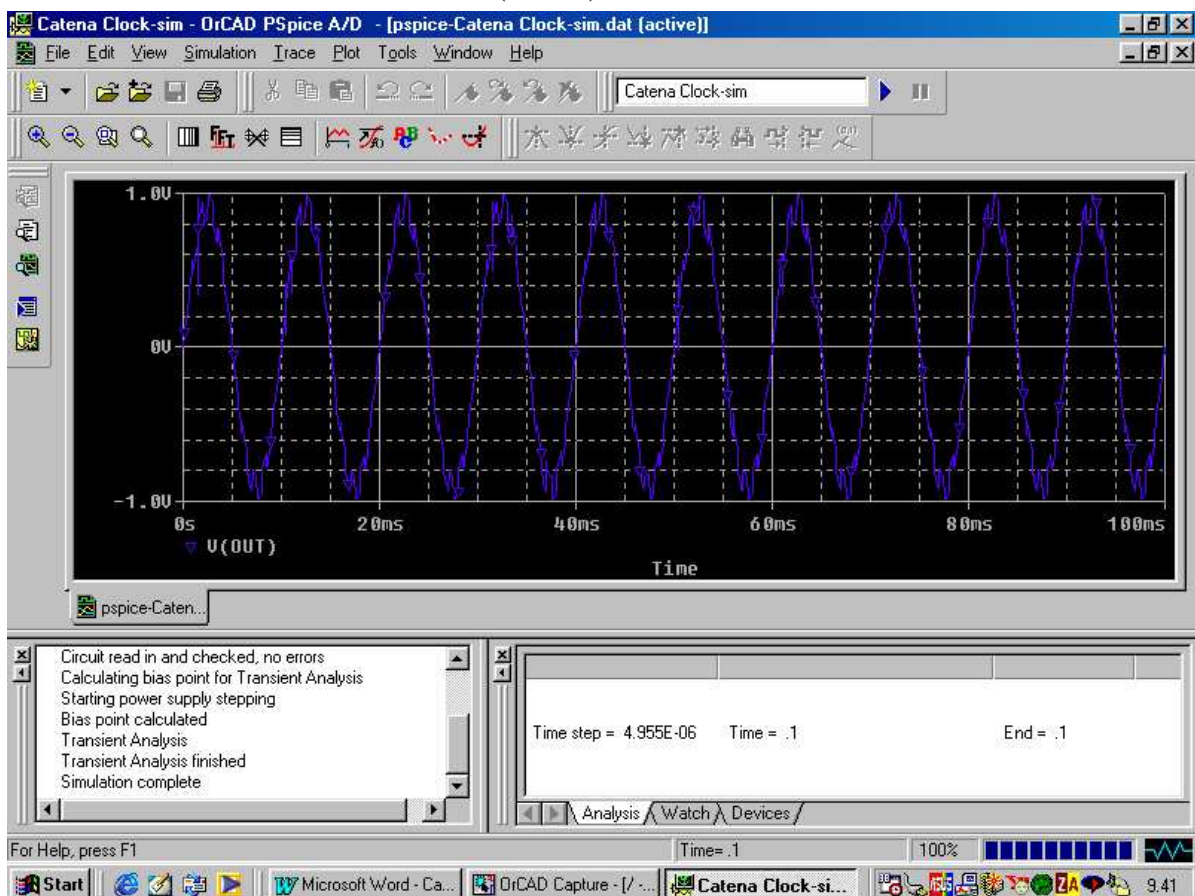 Catena Clock-sim - OrCAD PSpice A/D - [pspice-Catena Clock-sim.dat (active)]
File Edit View Simulation Trace Plot Tools Window Help
Catena Clock-sim
FFT
1.0V
0V
-1.0V
0s 20ms 40ms 60ms 80ms 100ms
V(OUT)
Time
pspice-Caten...
Circuit read in and checked, no errors
Calculating bias point for Transient Analysis
Starting power supply stepping
Bias point calculated
Transient Analysis
Transient Analysis finished
Simulation complete
Time step = 4.955E-06 Time = .1 End = .1
Analysis Watch Devices
For Help, press F1 Time= .1 100%
Start Microsoft Word - Ca... OrCAD Capture - [/ -... Catena Clock-si... ZA 9.41